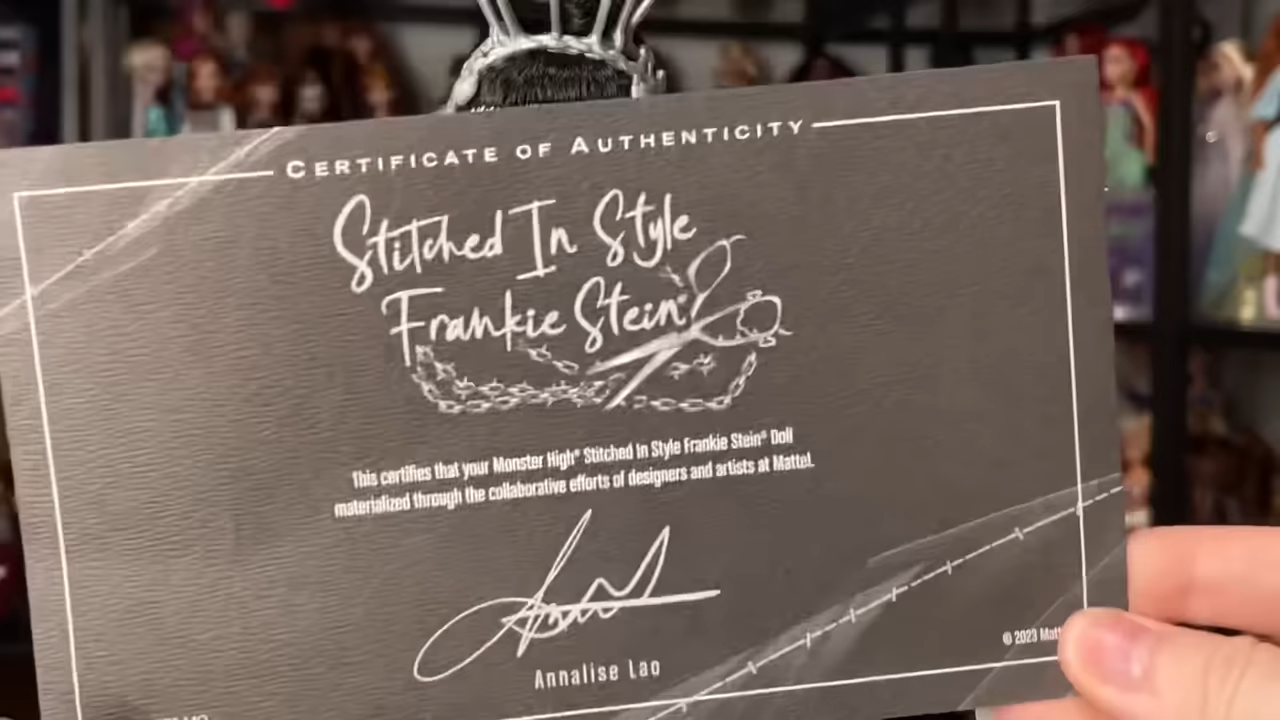 CERTIFICATE OF AUTHENTICITY
Stitched In Style
Frankie Stein®
This certifies that your Monster High® Stitched In Style Frankie Stein® Doll
materialized through the collaborative efforts of designers and artists at Mattel.
Annalise Lao
© 2023